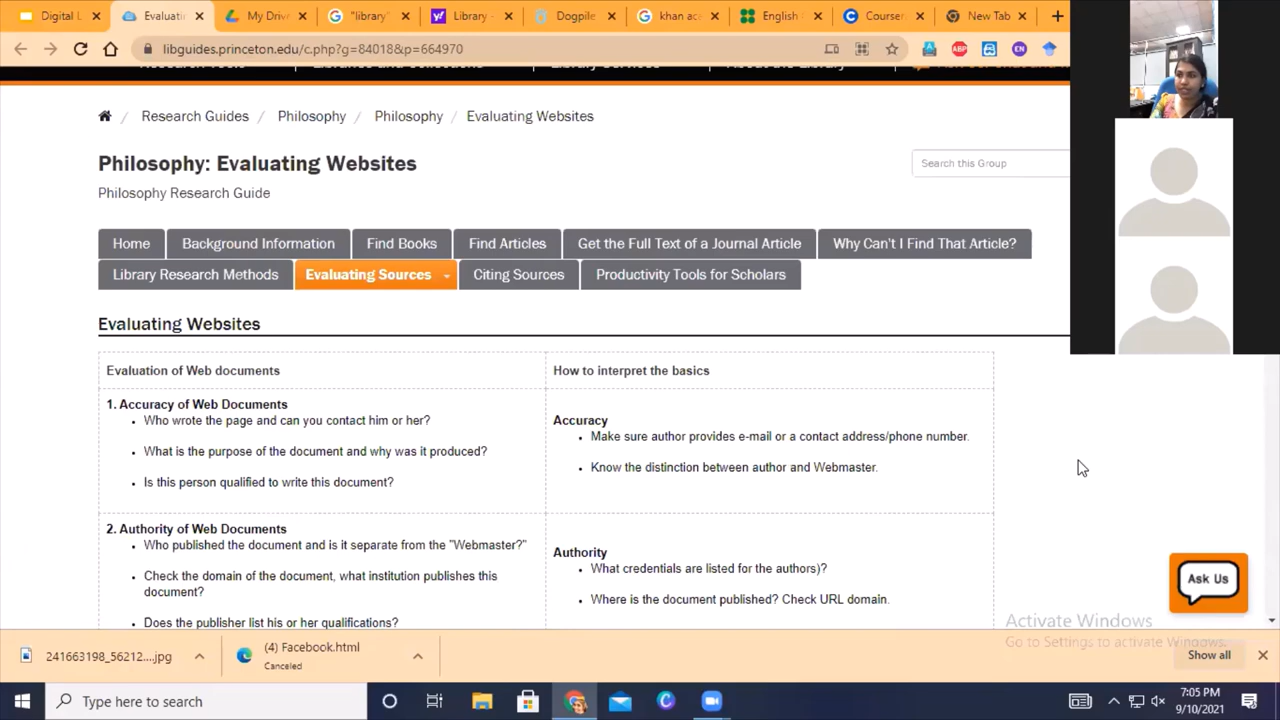 Digital L
Evaluatin
My Driv
"library"
Library -
Dogpile
khan aca
English
Courser
New Tab
libguides.princeton.edu/c.php?g=84018&p=664970
Research Guides / Philosophy / Philosophy / Evaluating Websites
Philosophy: Evaluating Websites
Search this Group
Philosophy Research Guide
Home
Background Information
Find Books
Find Articles
Get the Full Text of a Journal Article
Why Can't I Find That Article?
Library Research Methods
Evaluating Sources
Citing Sources
Productivity Tools for Scholars
Evaluating Websites
Evaluation of Web documents
How to interpret the basics
1. Accuracy of Web Documents
Who wrote the page and can you contact him or her?
What is the purpose of the document and why was it produced?
Is this person qualified to write this document?
Accuracy
Make sure author provides e-mail or a contact address/phone number.
Know the distinction between author and Webmaster.
2. Authority of Web Documents
Who published the document and is it separate from the "Webmaster?"
Check the domain of the document, what institution publishes this
document?
Does the publisher list his or her qualifications?
Authority
What credentials are listed for the authors)?
Where is the document published? Check URL domain.
Ask Us
Activate Windows
Go to Settings to activate Windows.
241663198_56212....jpg
(4) Facebook.html
Canceled
Show all
Type here to search
7:05 PM
9/10/2021